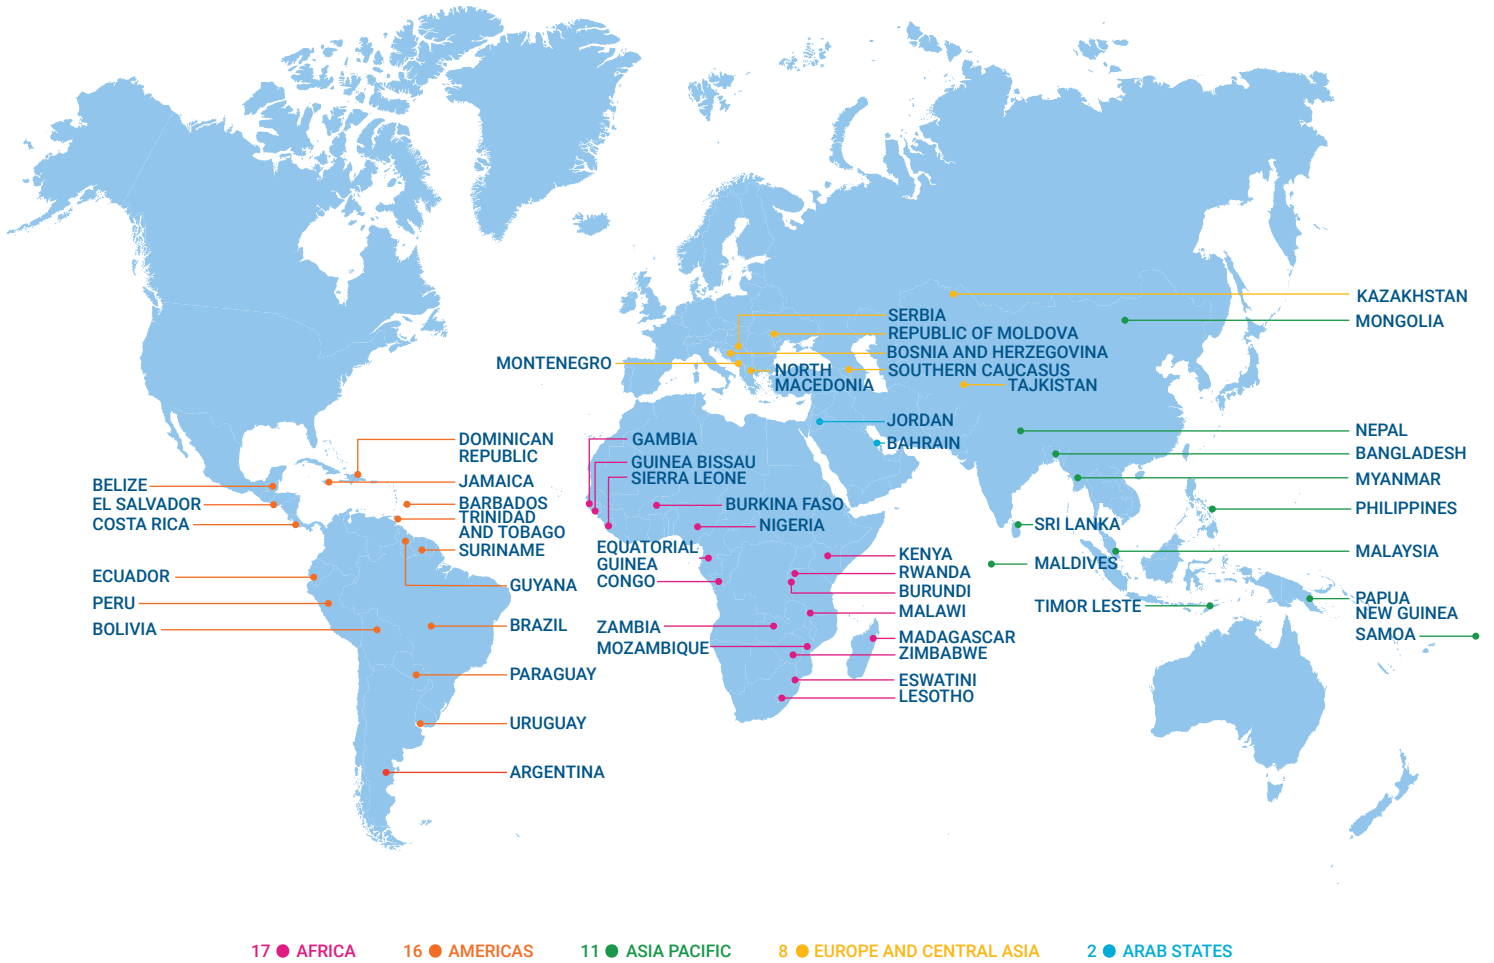 KAZAKHSTAN
MONGOLIA
SERBIA
REPUBLIC OF MOLDOVA
BOSNIA AND HERZEGOVINA
MONTENEGRO
NORTH
MACEDONIA
SOUTHERN CAUCASUS
TAJKISTAN
JORDAN
BAHRAIN
NEPAL
BANGLADESH
MYANMAR
PHILIPPINES
SRI LANKA
MALAYSIA
MALDIVES
TIMOR LESTE
PAPUA
NEW GUINEA
SAMOA
DOMINICAN
REPUBLIC
JAMAICA
BELIZE
EL SALVADOR
COSTA RICA
BARBADOS
TRINIDAD
AND TOBAGO
SURINAME
GUYANA
ECUADOR
PERU
BOLIVIA
BRAZIL
PARAGUAY
URUGUAY
ARGENTINA
GAMBIA
GUINEA BISSAU
SIERRA LEONE
BURKINA FASO
NIGERIA
EQUATORIAL
GUINEA
CONGO
KENYA
RWANDA
BURUNDI
MALAWI
ZAMBIA
MOZAMBIQUE
MADAGASCAR
ZIMBABWE
ESWATINI
LESOTHO
17 AFRICA
16 AMERICAS
11 ASIA PACIFIC
8 EUROPE AND CENTRAL ASIA
2 ARAB STATES